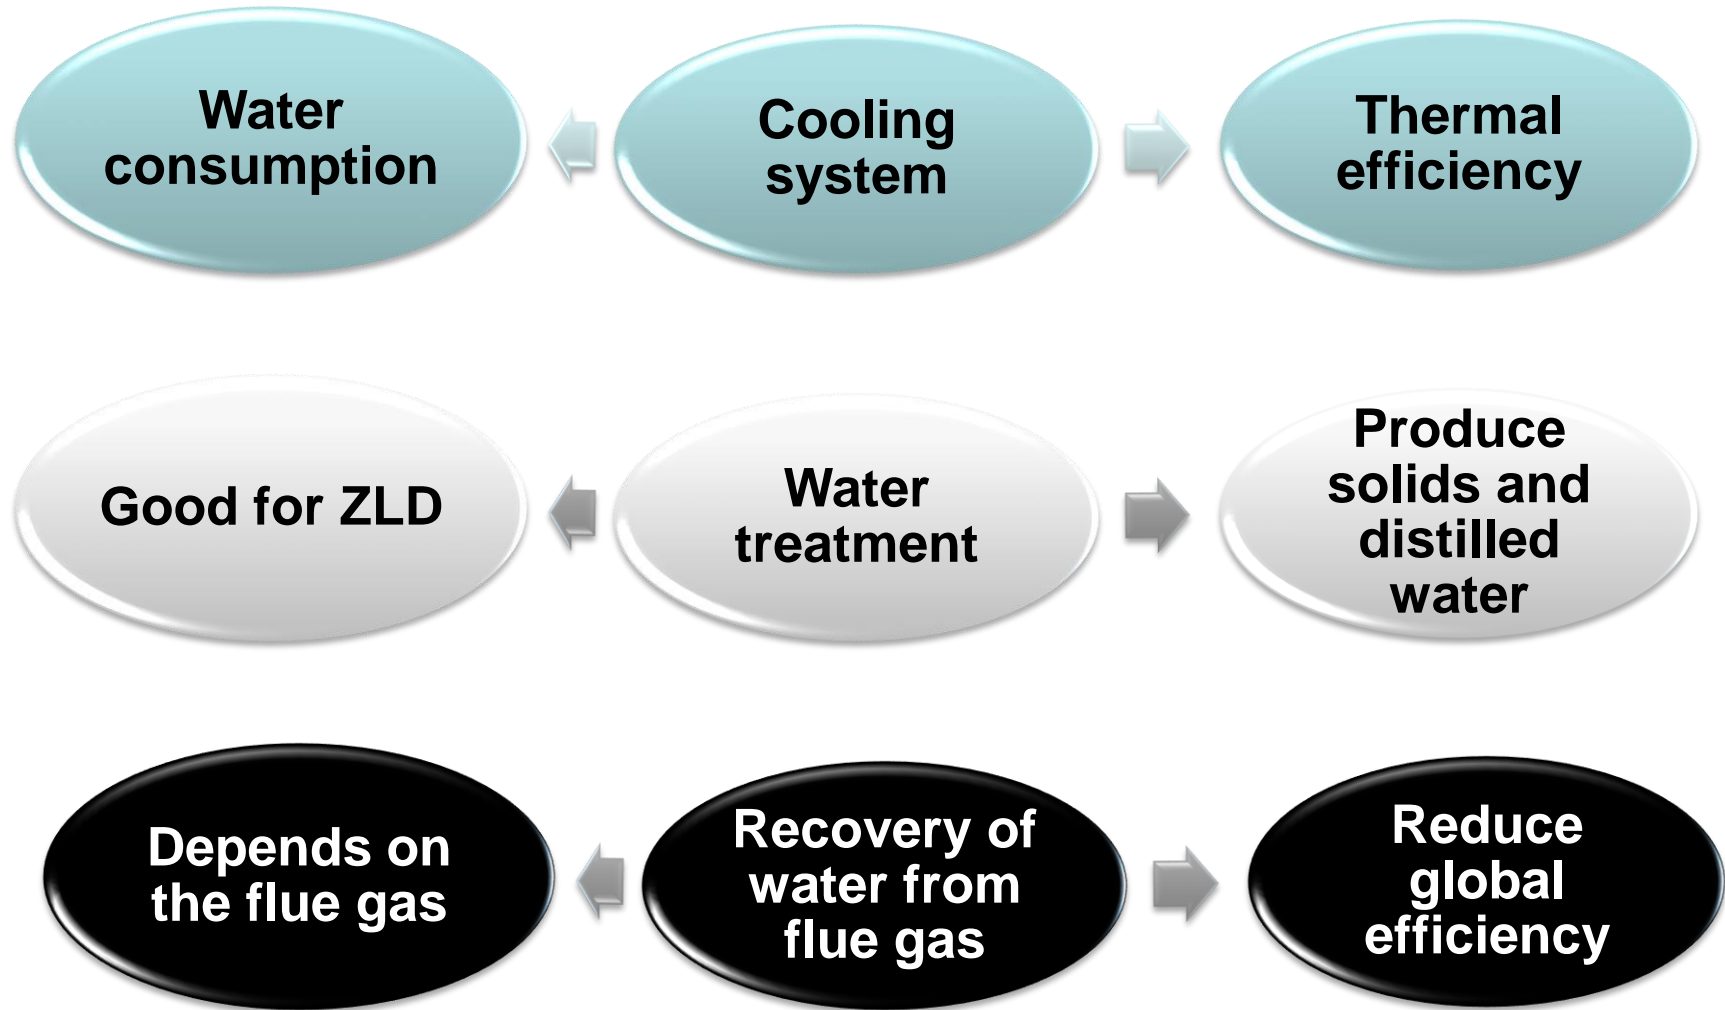 Water
consumption
Cooling
system
Thermal
efficiency
Good for ZLD
Water
treatment
Produce
solids and
distilled
water
Depends on
the flue gas
Recovery of
water from
flue gas
Reduce
global
efficiency